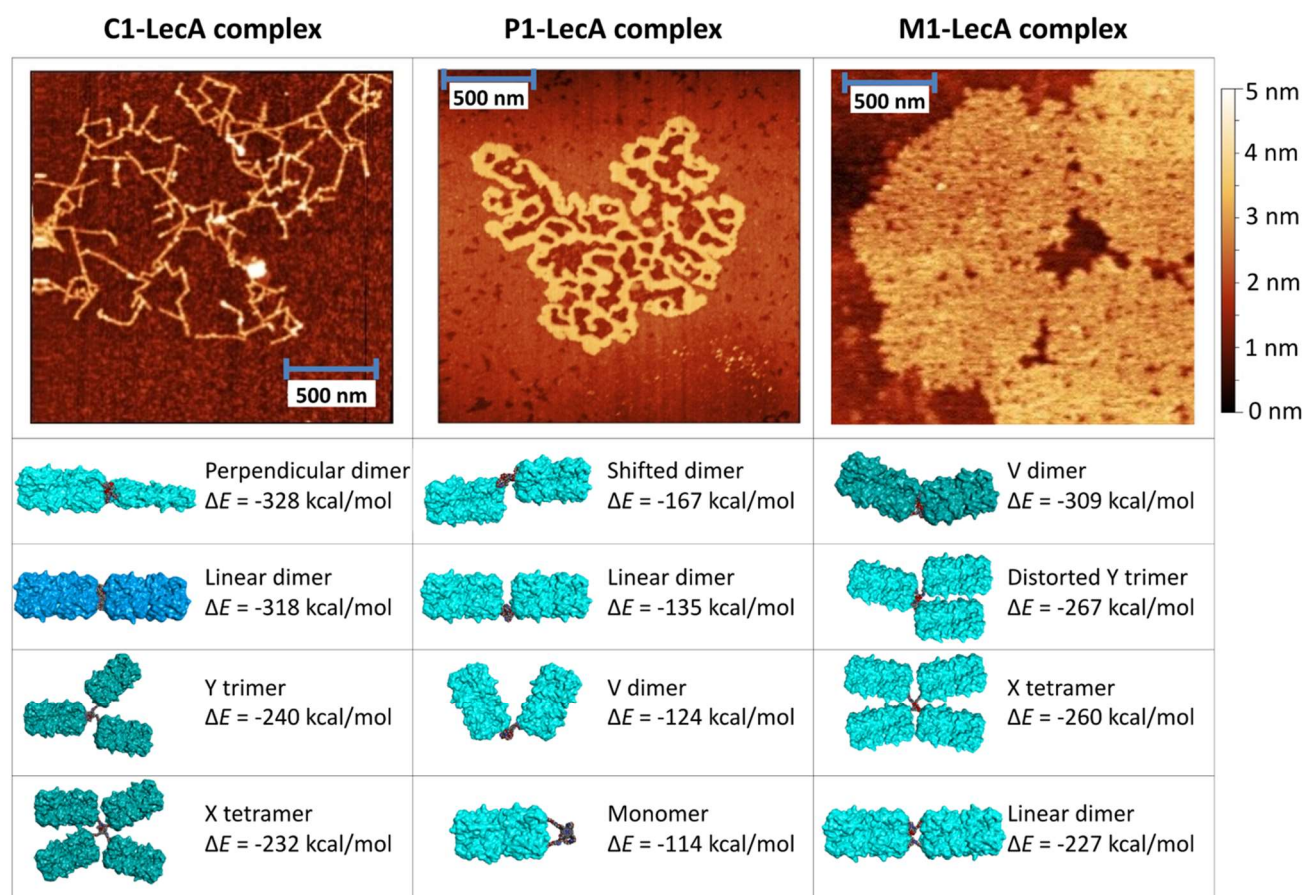 C1-LecA complex
P1-LecA complex
M1-LecA complex
500 nm
500 nm
500 nm
5 nm
4 nm
3 nm
2 nm
1 nm
0 nm
Perpendicular dimer
ΔE = -328 kcal/mol
Shifted dimer
ΔE = -167 kcal/mol
V dimer
ΔE = -309 kcal/mol
Linear dimer
ΔE = -318 kcal/mol
Linear dimer
ΔE = -135 kcal/mol
Distorted Y trimer
ΔE = -267 kcal/mol
Y trimer
ΔE = -240 kcal/mol
V dimer
ΔE = -124 kcal/mol
X tetramer
ΔE = -260 kcal/mol
X tetramer
ΔE = -232 kcal/mol
Monomer
ΔE = -114 kcal/mol
Linear dimer
ΔE = -227 kcal/mol